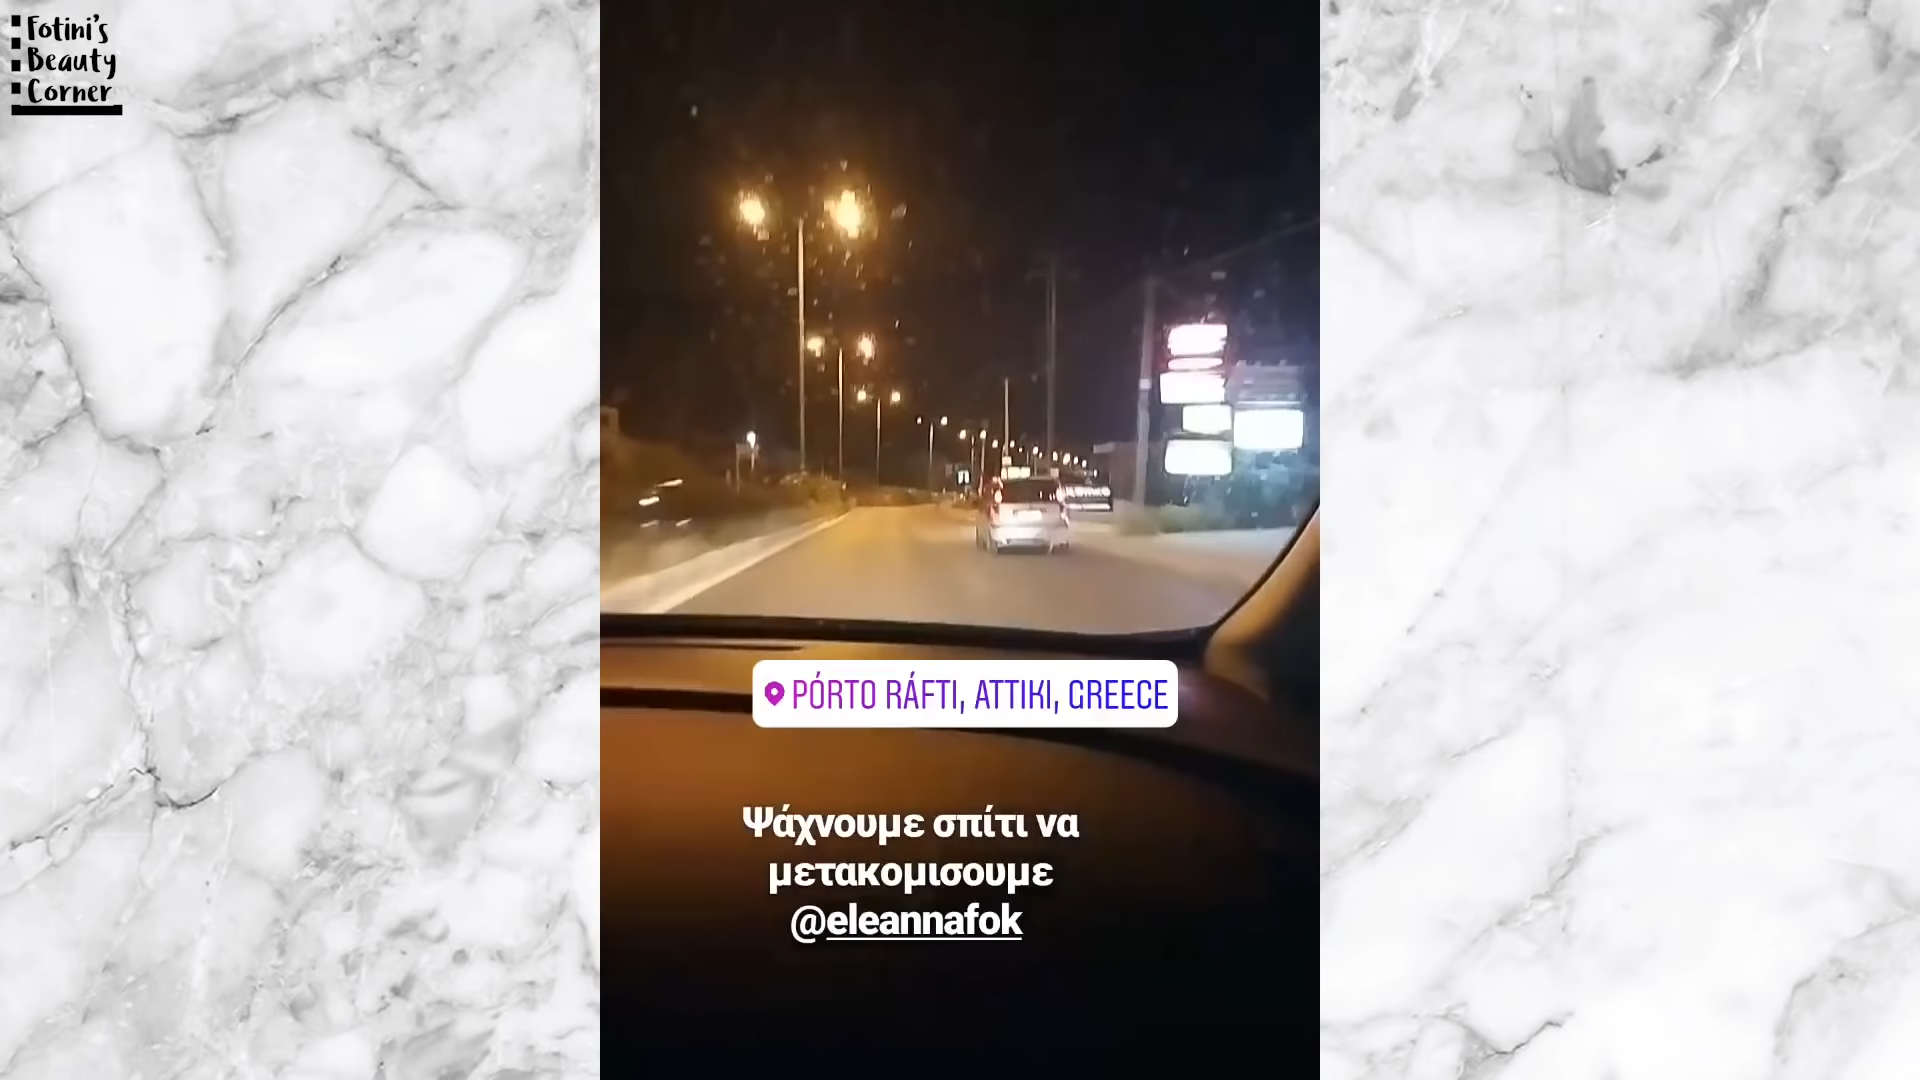 Fotini's
Beauty
Corner
PÓRTO RÁFTI, ATTIKI, GREECE
Ψάχνουμε σπίτι να
μετακομισουμε
@eleannafok